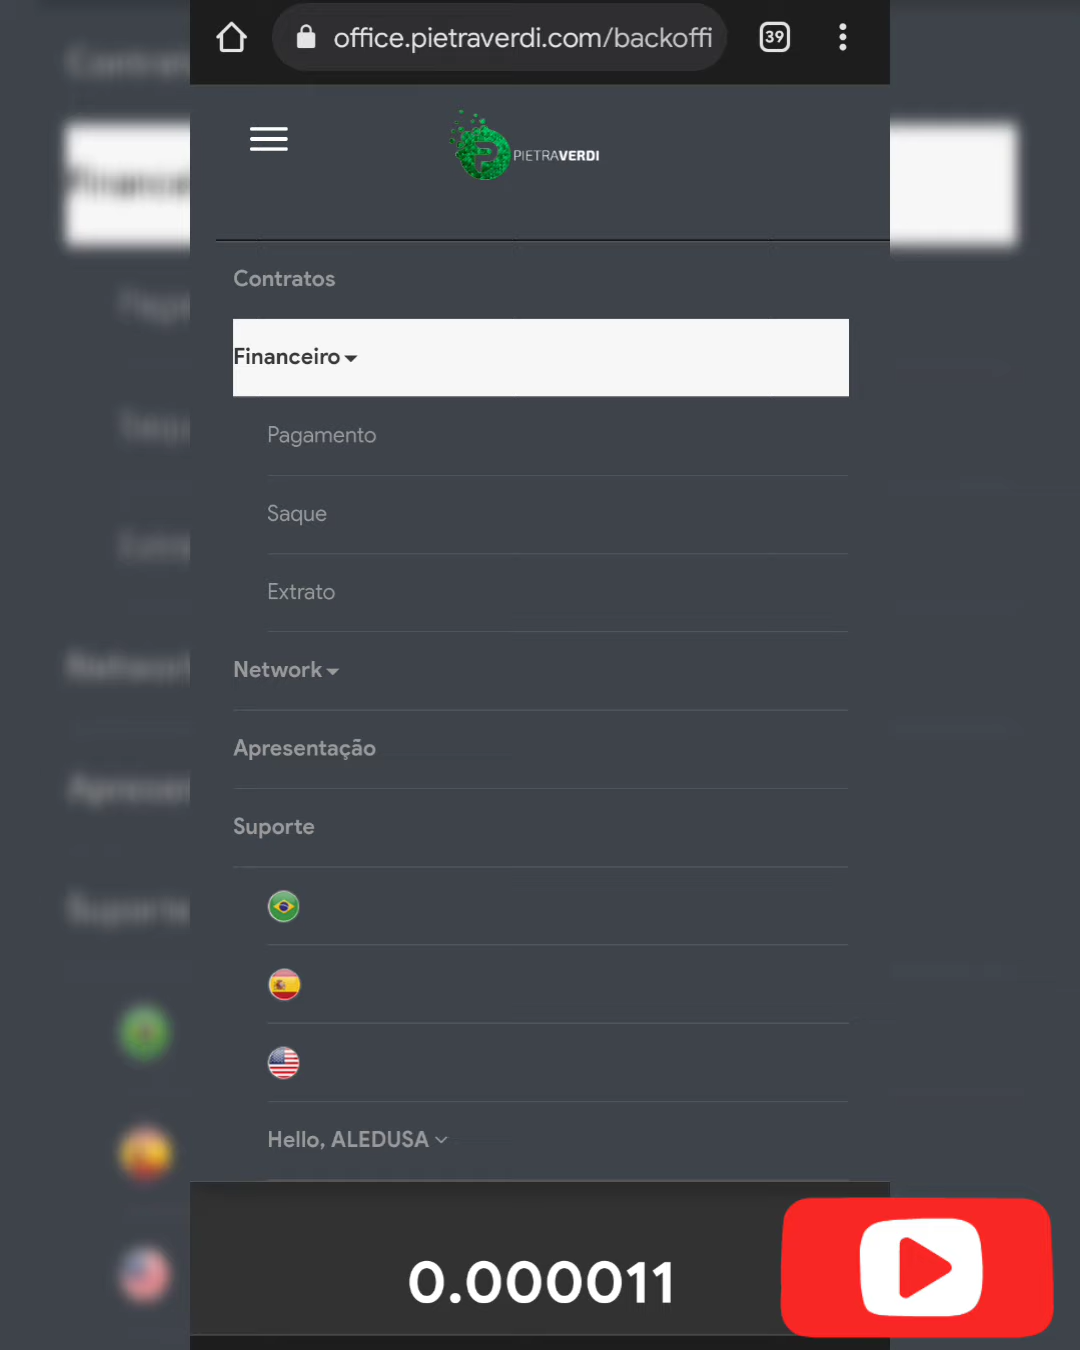 office.pietraverdi.com/backoffi
39
PIETRAVERDI
Contratos
Financeiro
Pagamento
Saque
Extrato
Network
Apresentação
Suporte
Hello, ALEDUSA
0.000011